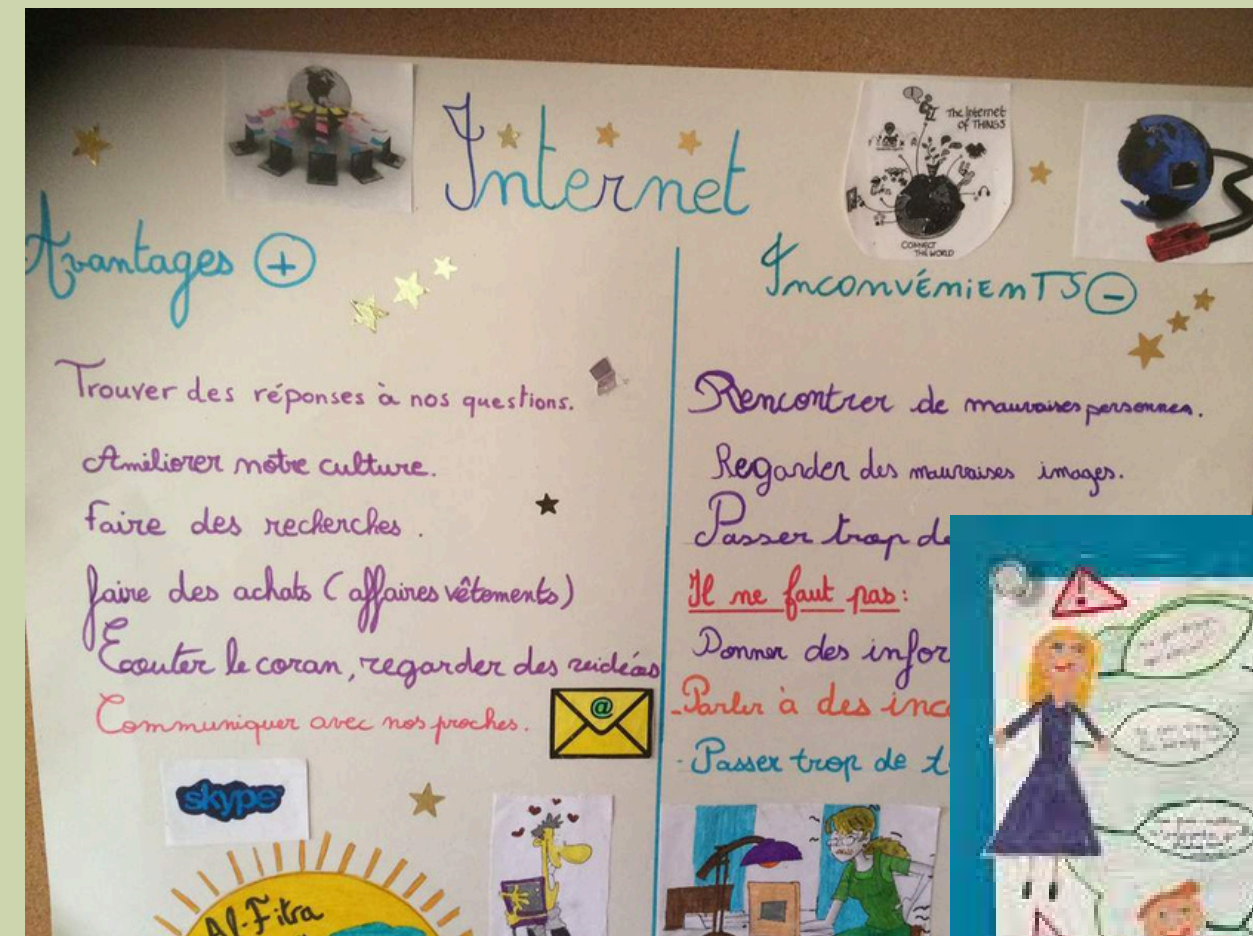 Internet
The Internet
OF THINGS
CONNECT
THE WORLD
Avantages +
Trouver des réponses à nos questions.
Améliorer notre culture.
Faire des recherches.
faire des achats (affaires vêtements)
Écouter le coran, regarder des
Communiquer avec nos proches.
@
skype
Al-Fitra
InconvénienTS -
Rencontrer de mauvaises personnes.
Regarder des mauvaises images.
Passer trop de
Il ne faut pas:
Donner des infor
-Parler à des inc
-Passer trop de t
!